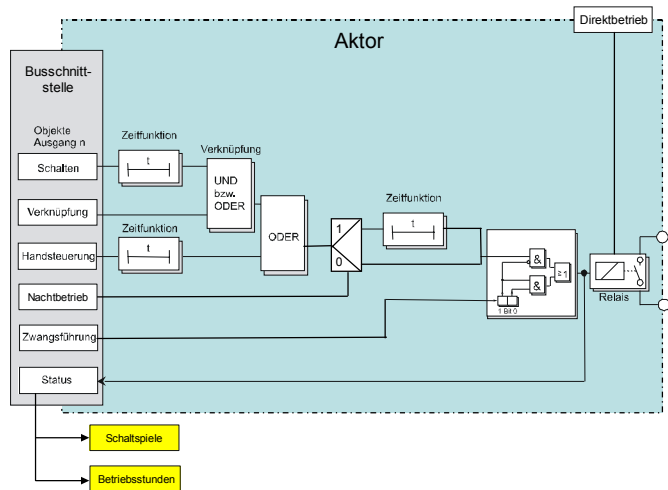 Direktbetrieb
Aktor
Busschnitt-
stelle
Objekte
Ausgang n
Zeitfunktion
Verknüpfung
Schalten
t
UND
bzw.
ODER
Zeitfunktion
Verknüpfung
t
1
ODER
Zeitfunktion
Handsteuerung
t
0
&
≥1
&
Relais
Nachtbetrieb
1 Bit 0
Zwangsführung
Status
Schaltspiele
Betriebsstunden